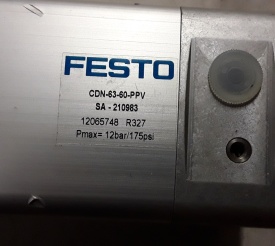 FESTO
CDN-63-60-PPV
SA - 210983
12065748 R327
Pmax= 12bar/175psi